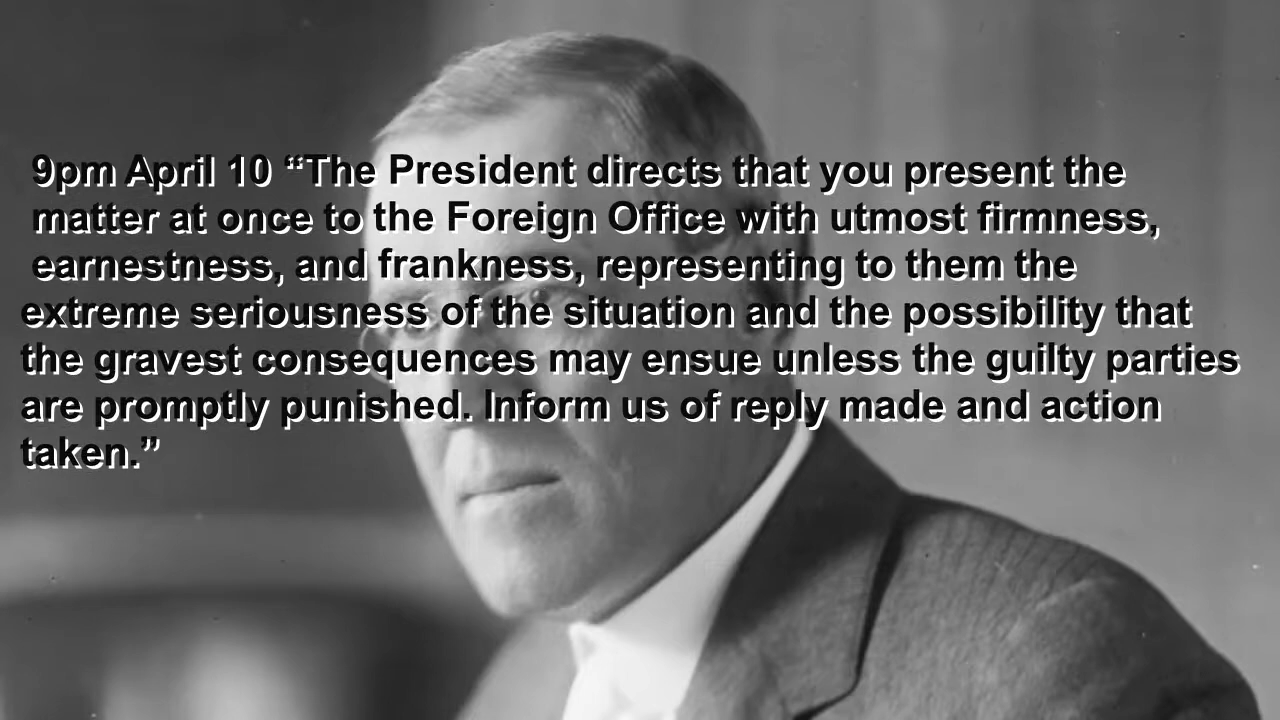 9pm April 10 “The President directs that you present the
matter at once to the Foreign Office with utmost firmness,
earnestness, and frankness, representing to them the
extreme seriousness of the situation and the possibility that
the gravest consequences may ensue unless the guilty parties
are promptly punished. Inform us of reply made and action
taken.”